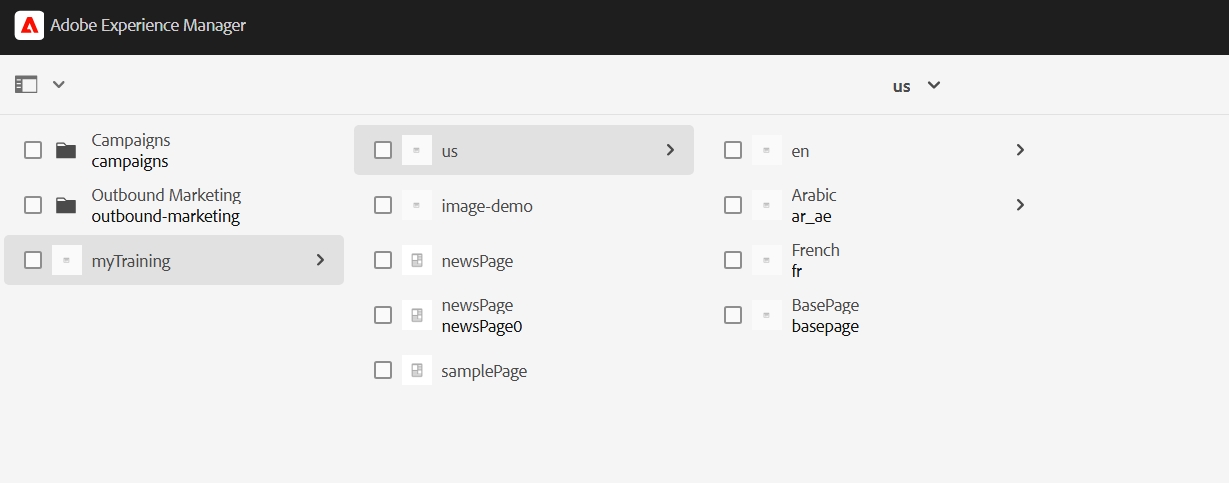 Adobe Experience Manager
us
Campaigns
campaigns
Outbound Marketing
outbound-marketing
myTraining
us
image-demo
newsPage
newsPage
newsPage0
samplePage
en
Arabic
ar_ae
French
fr
BasePage
basepage